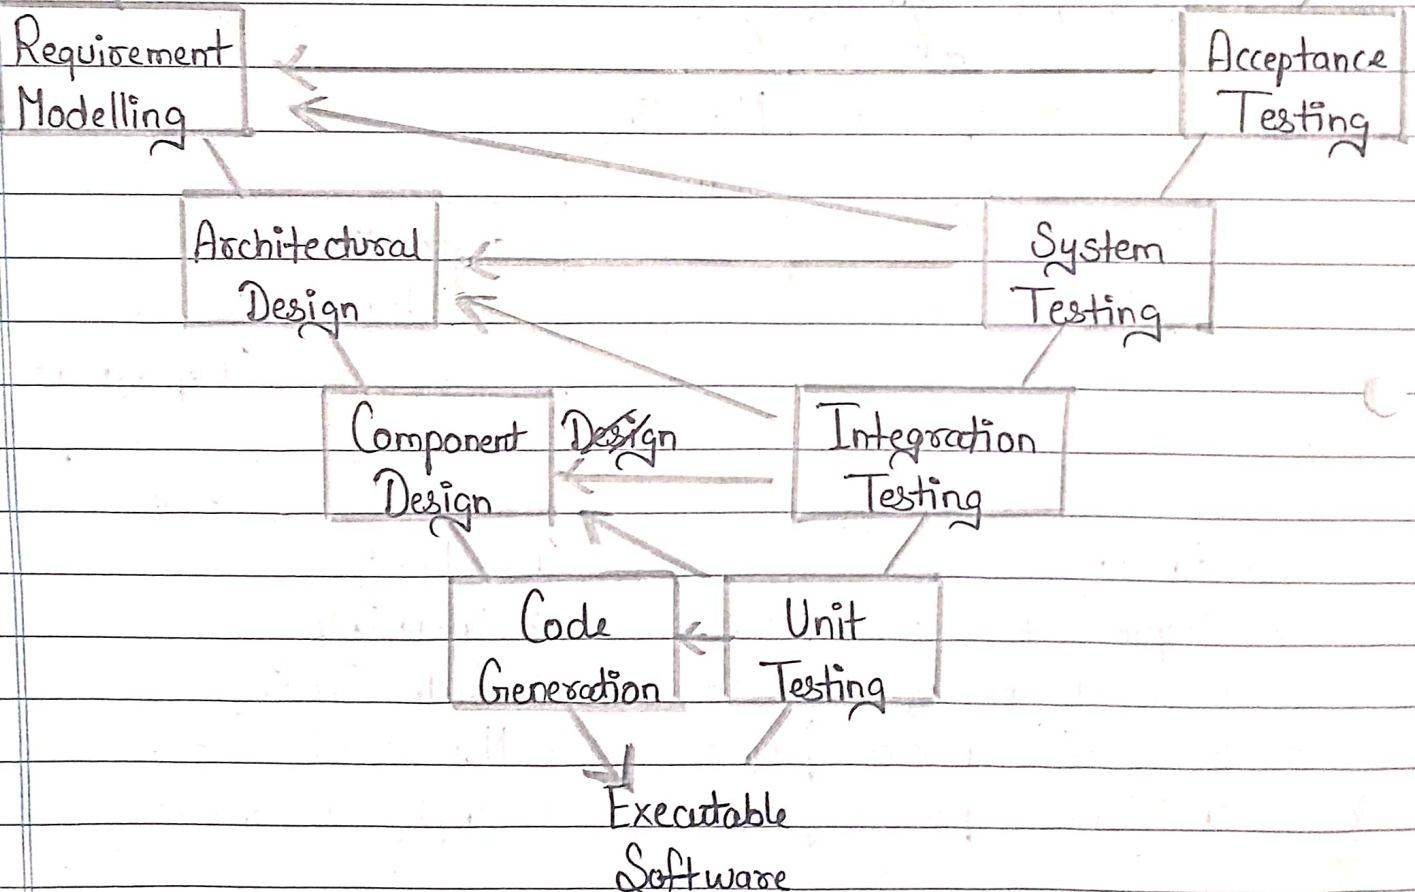 Requirement
Modelling
Acceptance
Testing
Architectural
Design
System
Testing
Component
Design
Design
Integration
Testing
Code
Generation
Unit
Testing
Executable
Software